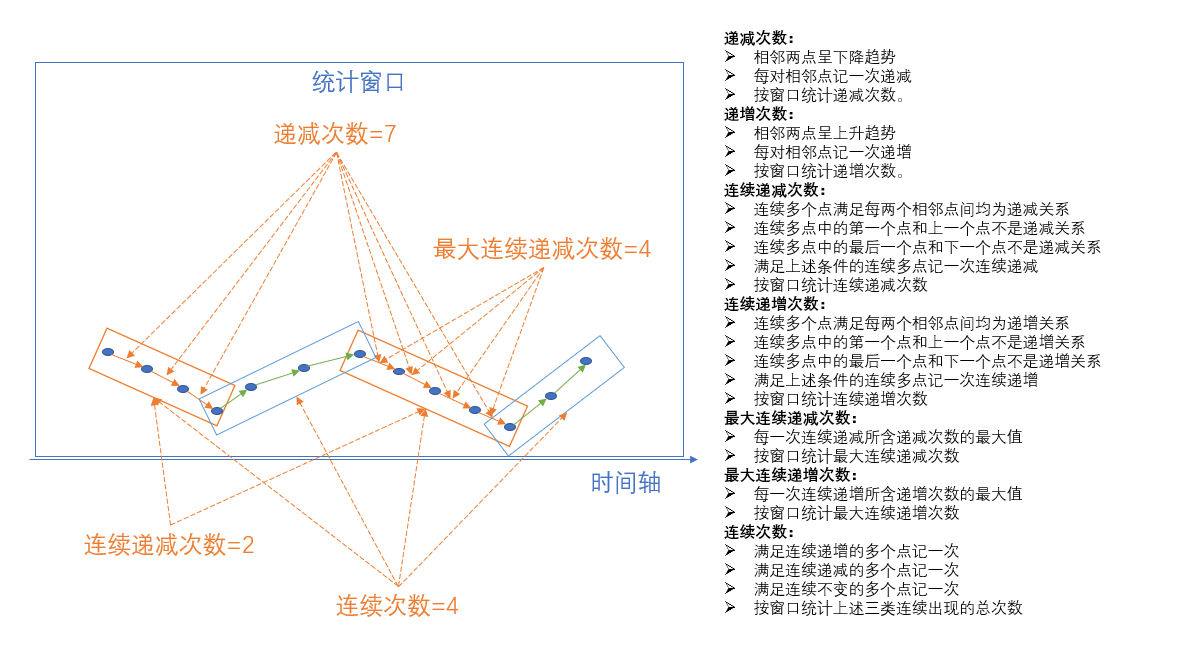 统计窗口
递减次数=7
最大连续递减次数=4
时间轴
连续递减次数=2
连续次数=4
递减次数：
➢ 相邻两点呈下降趋势
➢ 每对相邻点记一次递减
➢ 按窗口统计递减次数。
递增次数：
➢ 相邻两点呈上升趋势
➢ 每对相邻点记一次递增
➢ 按窗口统计递增次数。
连续递减次数：
➢ 连续多个点满足每两个相邻点间均为递减关系
➢ 连续多点中的第一个点和上一个点不是递减关系
➢ 连续多点中的最后一个点和下一个点不是递减关系
➢ 满足上述条件的连续多点记一次连续递减
➢ 按窗口统计连续递减次数
连续递增次数：
➢ 连续多个点满足每两个相邻点间均为递增关系
➢ 连续多点中的第一个点和上一个点不是递增关系
➢ 连续多点中的最后一个点和下一个点不是递增关系
➢ 满足上述条件的连续多点记一次连续递增
➢ 按窗口统计连续递增次数
最大连续递减次数：
➢ 每一次连续递减所含递减次数的最大值
➢ 按窗口统计最大连续递减次数
最大连续递增次数：
➢ 每一次连续递增所含递增次数的最大值
➢ 按窗口统计最大连续递增次数
连续次数：
➢ 满足连续递增的多个点记一次
➢ 满足连续递减的多个点记一次
➢ 满足连续不变的多个点记一次
➢ 按窗口统计上述三类连续出现的总次数